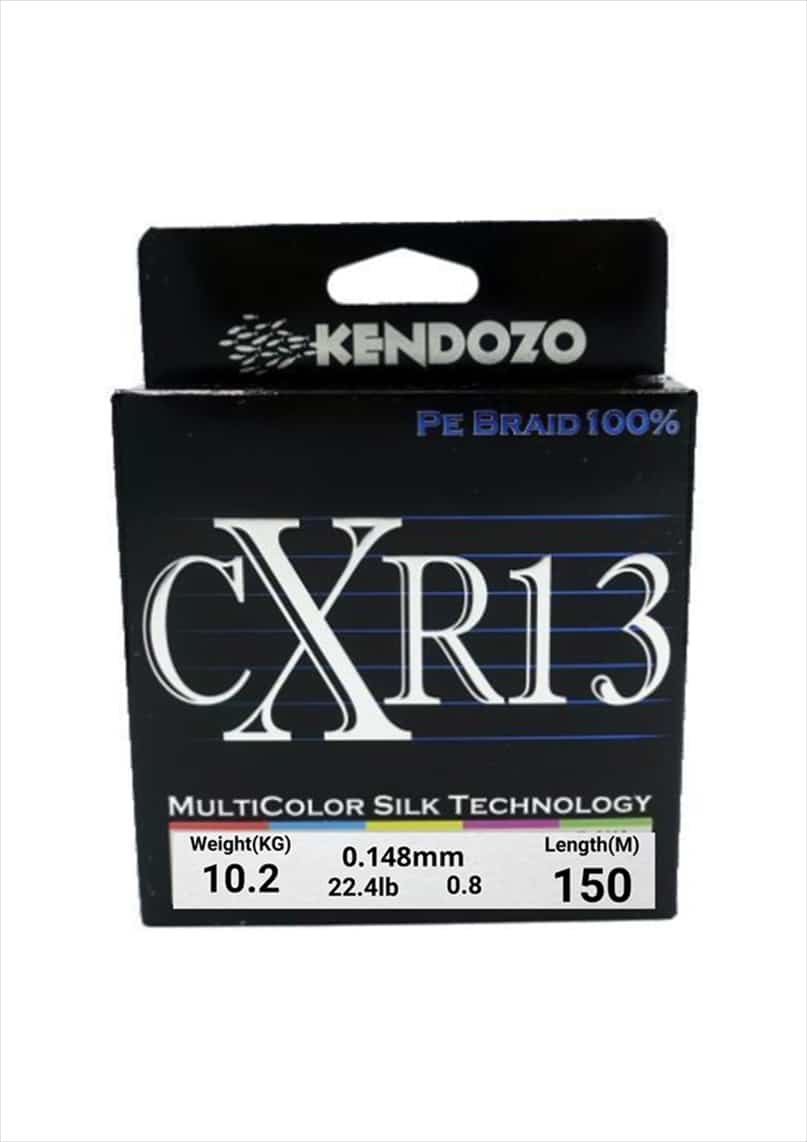 KENDOZO
PE BRAID 100%
CXR13
MULTICOLOR SILK TECHNOLOGY
Weight(KG)
10.2
0.148mm
22.4lb 0.8
Length(M)
150